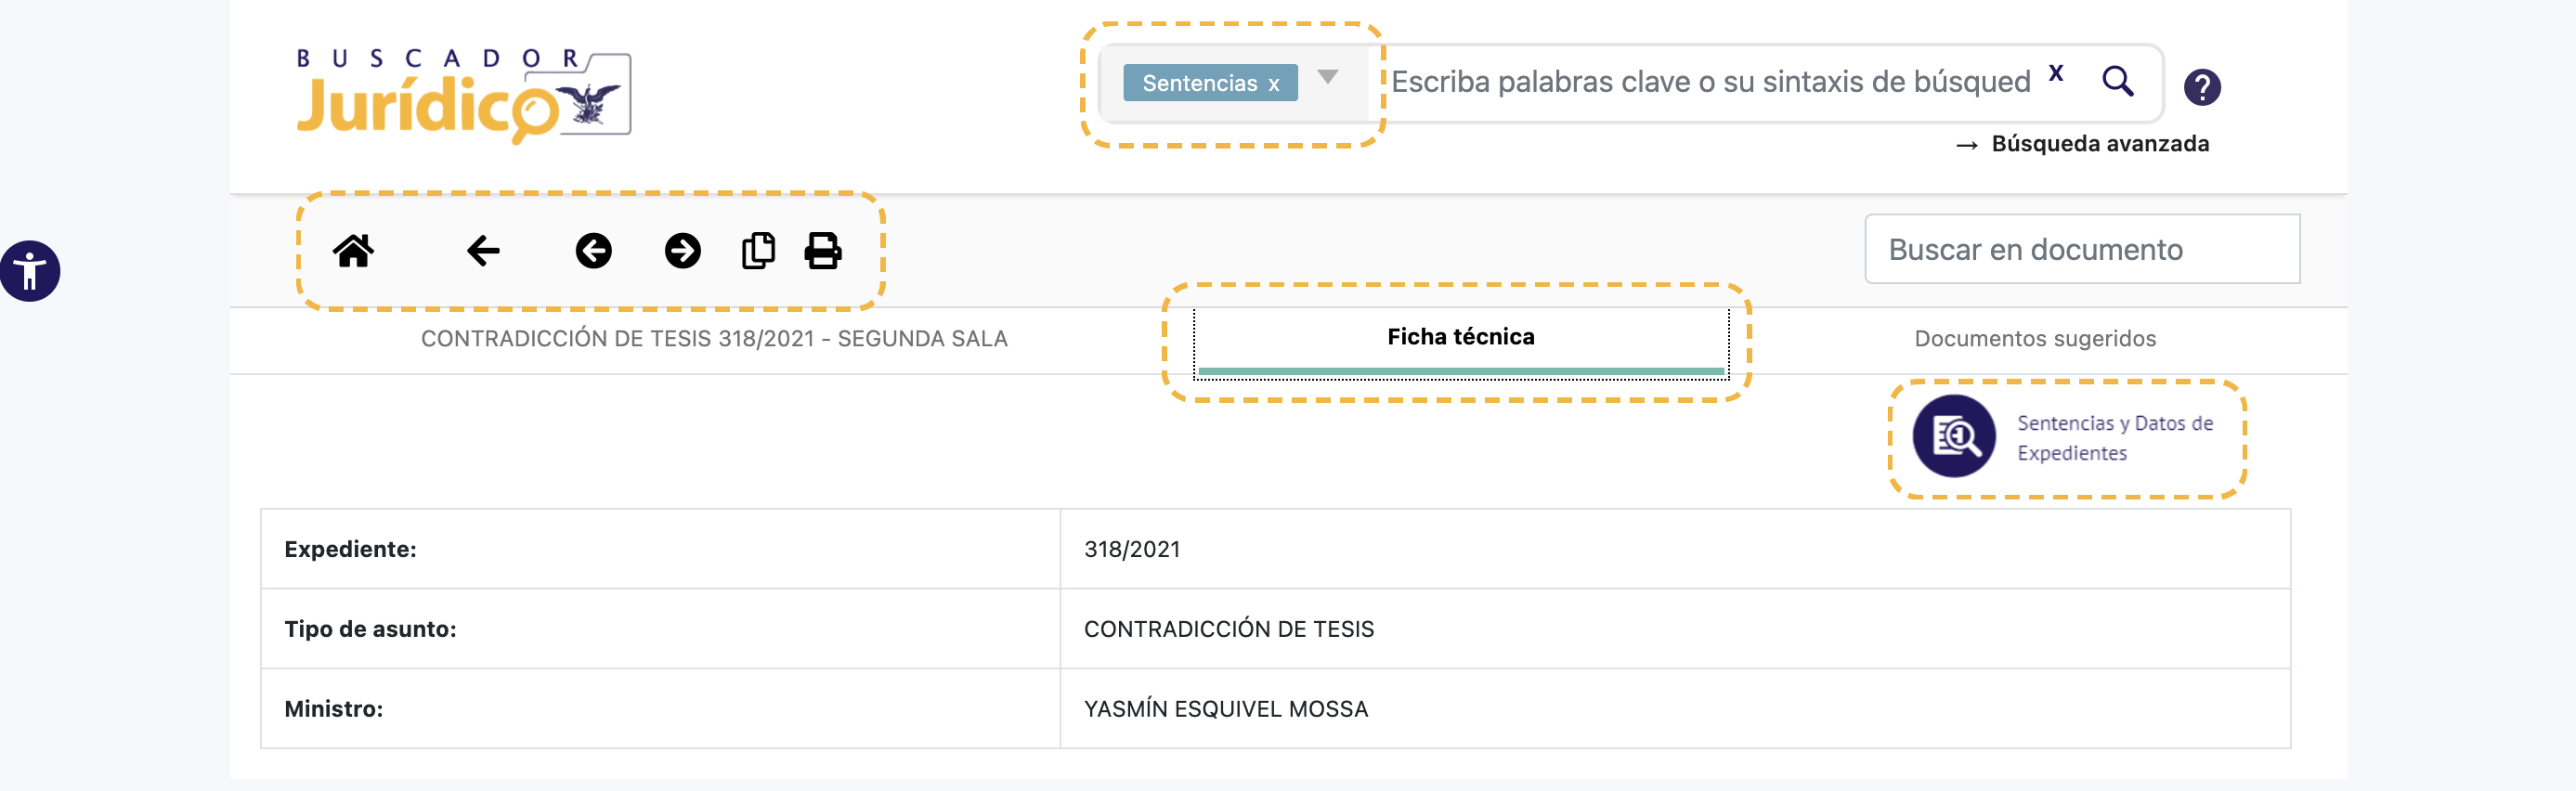 BUSCADOR
Jurídico
Sentencias x
Escriba palabras clave o su sintaxis de búsqued
x
?
→ Búsqueda avanzada
Buscar en documento
CONTRADICCIÓN DE TESIS 318/2021 - SEGUNDA SALA
Ficha técnica
Documentos sugeridos
Sentencias y Datos de
Expedientes
Expediente: 318/2021
Tipo de asunto: CONTRADICCIÓN DE TESIS
Ministro: YASMÍN ESQUIVEL MOSSA